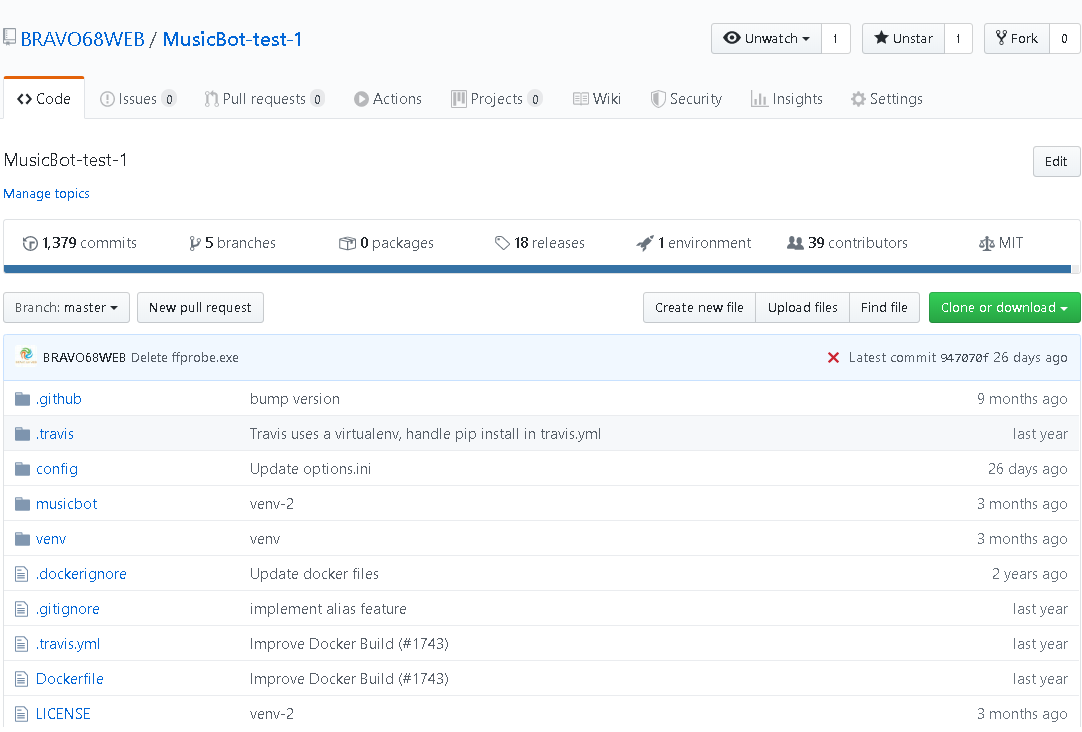 BRAVO68WEB / MusicBot-test-1 Unwatch 1 Unstar 1 Fork 0
Code Issues 0 Pull requests 0 Actions Projects 0 Wiki Security Insights Settings
MusicBot-test-1 Edit
Manage topics
1,379 commits 5 branches 0 packages 18 releases 1 environment 39 contributors MIT
Branch: master New pull request Create new file Upload files Find file Clone or download
BRAVO68WEB Delete ffprobe.exe Latest commit 947070f 26 days ago
.github bump version 9 months ago
.travis Travis uses a virtualenv, handle pip install in travis.yml last year
config Update options.ini 26 days ago
musicbot venv-2 3 months ago
venv venv 3 months ago
.dockerignore Update docker files 2 years ago
.gitignore implement alias feature last year
.travis.yml Improve Docker Build (#1743) last year
Dockerfile Improve Docker Build (#1743) last year
LICENSE venv-2 3 months ago